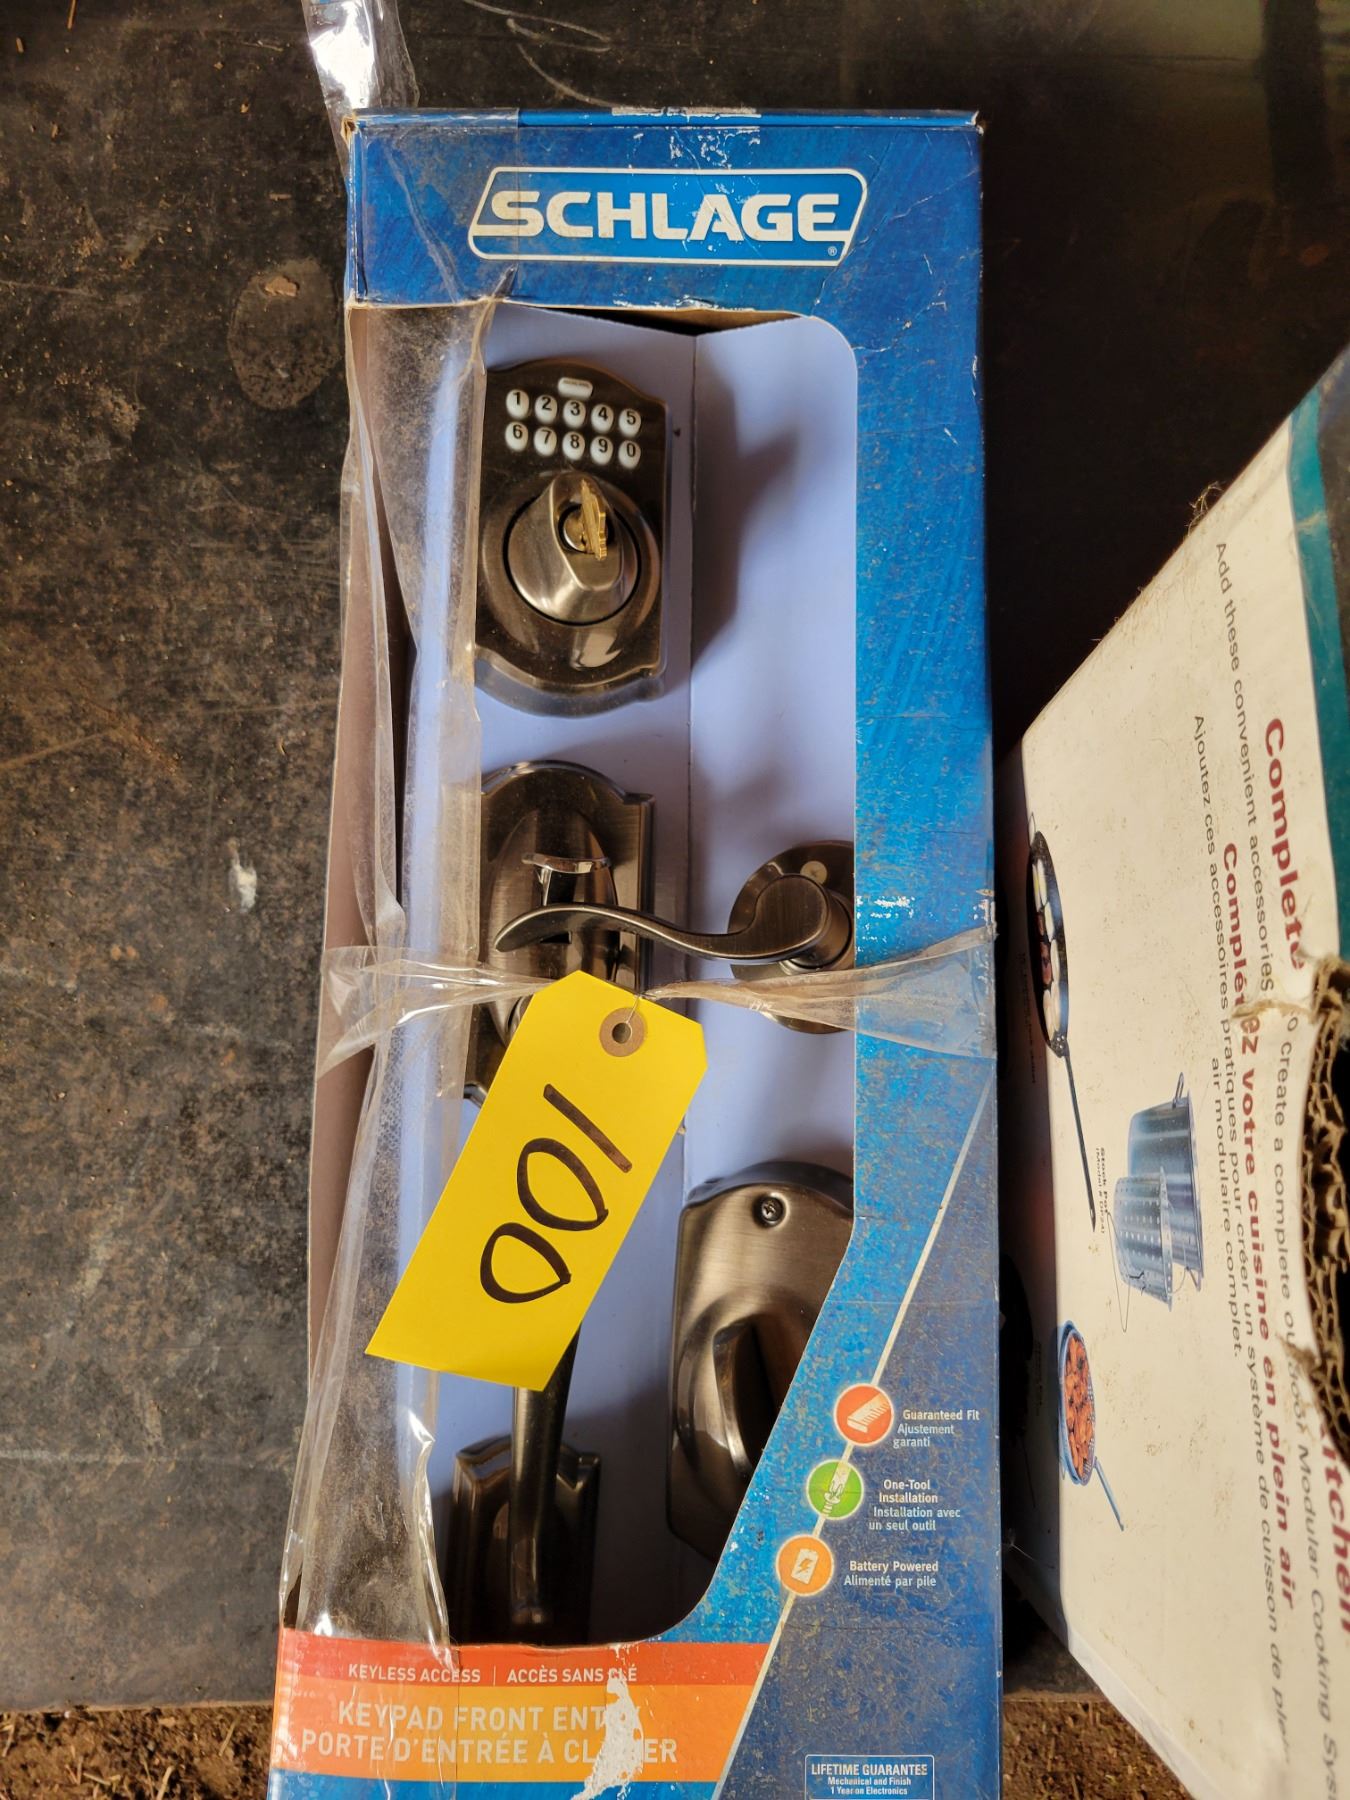 SCHLAGE
®
1 2 3 4 5
6 7 8 9 0
100
Guaranteed Fit
Ajustement
garanti
One-Tool
Installation
Installation avec
un seul outil
Battery Powered
Alimenté par pile
KEYLESS ACCESS | ACCÈS SANS CLÉ
KEYPAD FRONT
PORTE D'ENTRÉE À
LIFETIME GUARANTEE
Mechanical and Finish
1 Year on Electronics
Complete
Add these convenient accessories to create a complete outdoor Modular Cooking
Complétez votre cuisine en plein air
Ajoutez ces accessoires pratiques pour créer un système de cuisson de plein
air modulaire complet.
Stock Pot